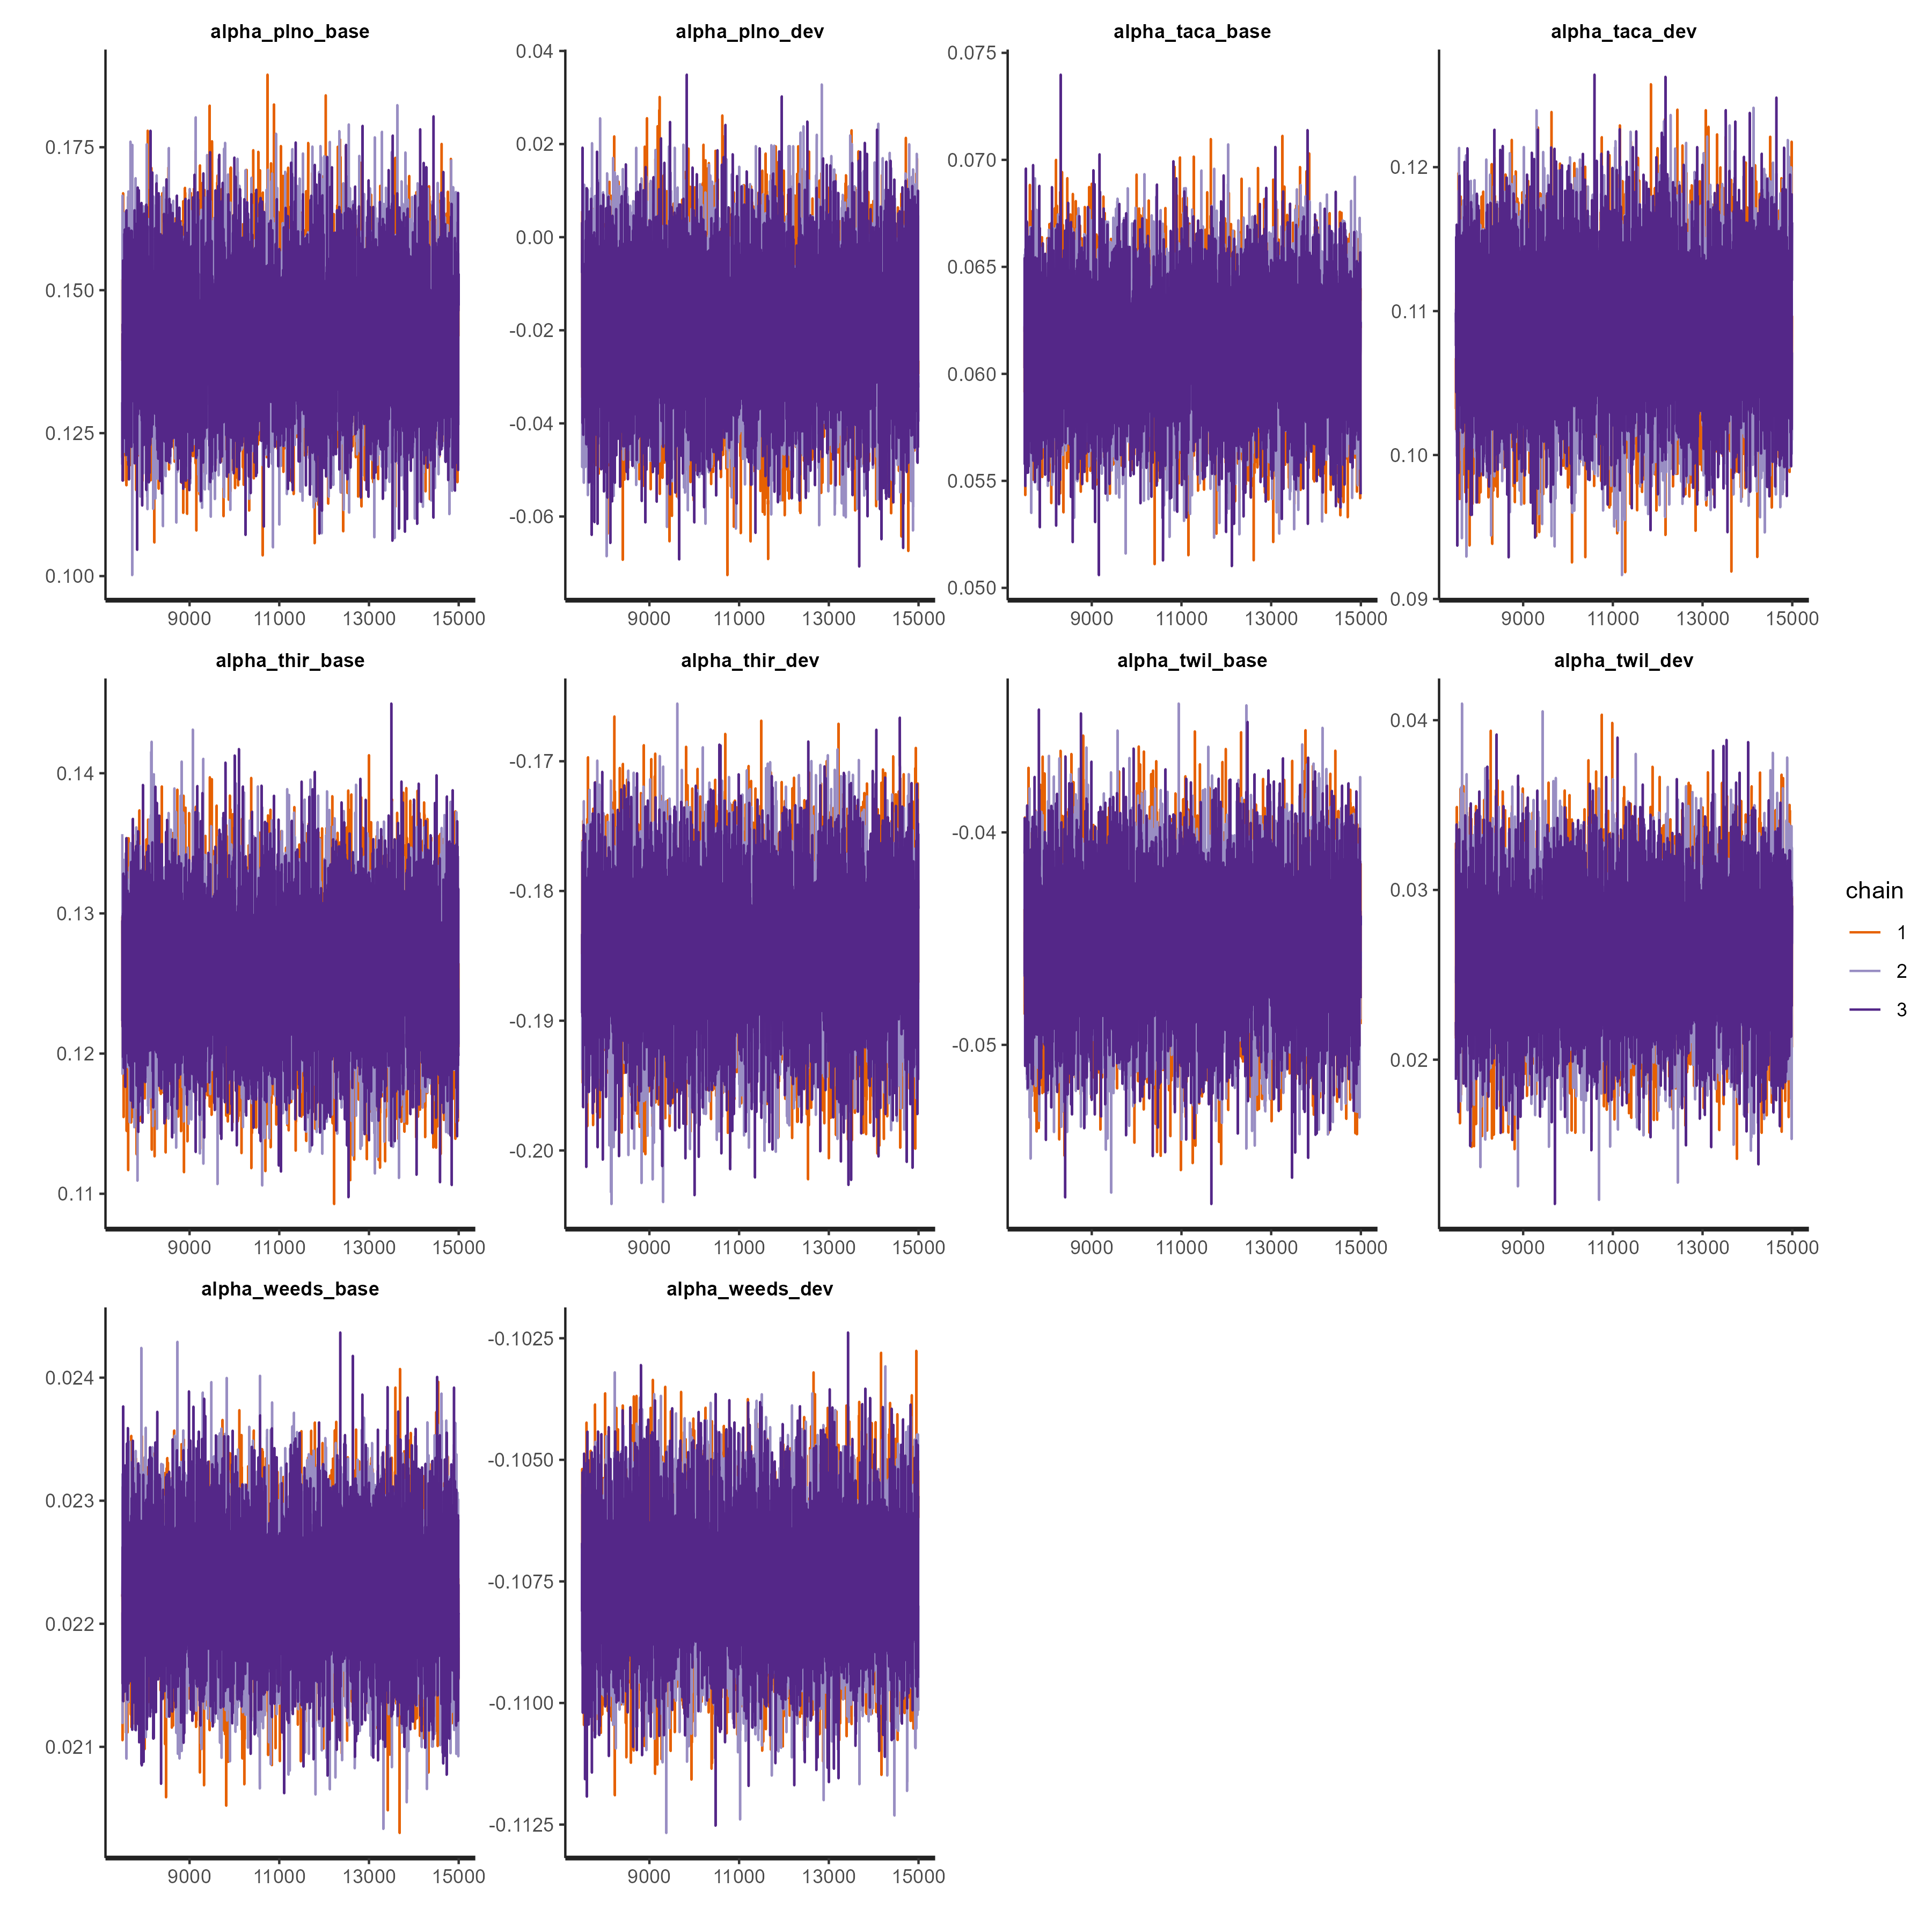 alpha_plno_base
alpha_plno_dev
alpha_taca_base
alpha_taca_dev
0.175
0.150
0.125
0.100
0.04
0.02
0.00
-0.02
-0.04
-0.06
0.075
0.070
0.065
0.060
0.055
0.050
0.12
0.11
0.10
0.09
9000 11000 13000 15000
9000 11000 13000 15000
9000 11000 13000 15000
9000 11000 13000 15000
alpha_thir_base
alpha_thir_dev
alpha_twil_base
alpha_twil_dev
0.14
0.13
0.12
0.11
-0.17
-0.18
-0.19
-0.20
-0.04
-0.05
0.04
0.03
0.02
9000 11000 13000 15000
9000 11000 13000 15000
9000 11000 13000 15000
9000 11000 13000 15000
chain
1
2
3
alpha_weeds_base
alpha_weeds_dev
0.024
0.023
0.022
0.021
-0.1025
-0.1050
-0.1075
-0.1100
-0.1125
9000 11000 13000 15000
9000 11000 13000 15000